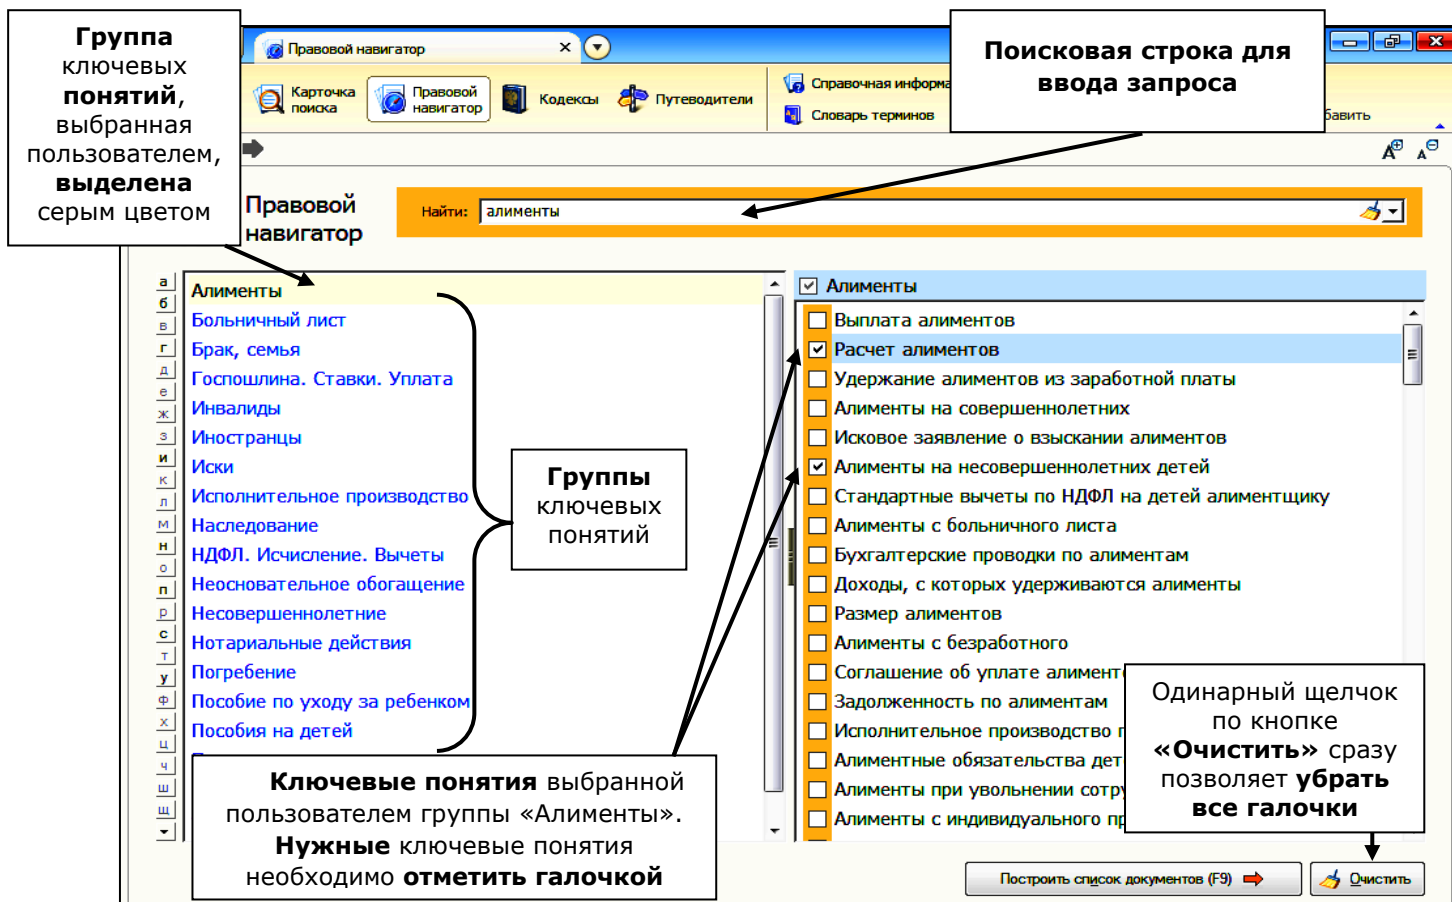 Группа
ключевых
понятий,
выбранная
пользователем,
выделена
серым цветом
Правовой навигатор
Поисковая строка для
ввода запроса
Карточка
поиска
Правовой
навигатор
Кодексы
Путеводители
Справочная
Словарь терминов
Правовой
навигатор
Найти:
алименты
а
б
в
г
д
е
ж
з
и
к
л
м
н
о
п
р
с
т
у
ф
х
ц
ч
ш
щ
Алименты
Больничный лист
Брак, семья
Госпошлина. Ставки. Уплата
Инвалиды
Иностранцы
Иски
Исполнительное производство
Наследование
НДФЛ. Исчисление. Вычеты
Неосновательное обогащение
Несовершеннолетние
Нотариальные действия
Погребение
Пособие по уходу за ребенком
Пособия на детей
Группы
ключевых
понятий
Алименты
Выплата алиментов
Расчет алиментов
Удержание алиментов из заработной платы
Алименты на совершеннолетних
Исковое заявление о взыскании алиментов
Алименты на несовершеннолетних детей
Стандартные вычеты по НДФЛ на детей алиментщику
Алименты с больничного листа
Бухгалтерские проводки по алиментам
Доходы, с которых удерживаются алименты
Размер алиментов
Алименты с безработного
Соглашение об уплате
Задолженность по алиментам
Исполнительное производство
Алиментные обязательства
Алименты при увольнении
Алименты с индивидуального
Ключевые понятия выбранной
пользователем группы «Алименты».
Нужные ключевые понятия
необходимо отметить галочкой
Одинарный щелчок
по кнопке
«Очистить» сразу
позволяет убрать
все галочки
Построить список документов (F9)
Очистить